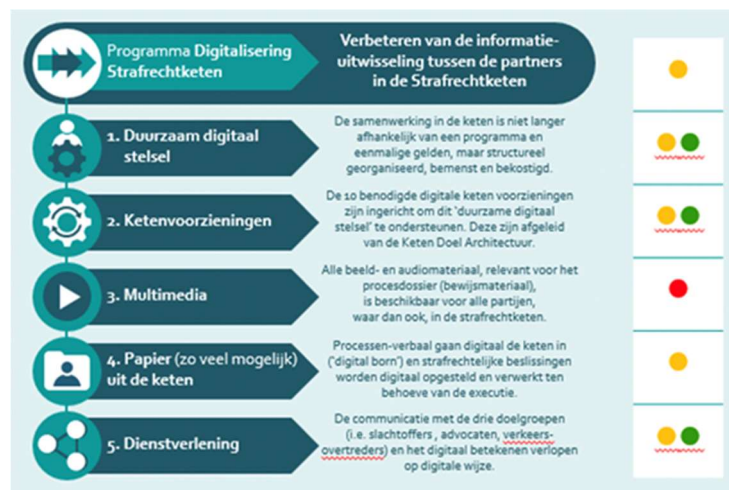 Programma Digitalisering
Strafrechtketen
Verbeteren van de informatie-
uitwisseling tussen de partners
in de Strafrechtketen
1. Duurzaam digitaal
stelsel
De samenwerking in de keten is niet langer
afhankelijk van een programma en
eenmalige gelden, maar structureel
georganiseerd, bemenst en bekostigd.
2. Ketenvoorzieningen
De 10 benodigde digitale keten voorzieningen
zijn ingericht om dit 'duurzame digitaal
stelsel' te ondersteunen. Deze zijn afgeleid
van de Keten Doel Architectuur.
3. Multimedia
Alle beeld- en audiomateriaal, relevant voor het
procesdossier (bewijsmateriaal),
is beschikbaar voor alle partijen,
waar dan ook, in de strafrechtketen.
4. Papier (zo veel mogelijk)
uit de keten
Processen-verbaal gaan digitaal de keten in
('digital born') en strafrechtelijke beslissingen
worden digitaal opgesteld en verwerkt ten
behoeve van de executie.
5. Dienstverlening
De communicatie met de drie doelgroepen
(i.e. slachtoffers , advocaten, verkeers-
overtreders) en het digitaal betekenen verlopen
op digitale wijze.